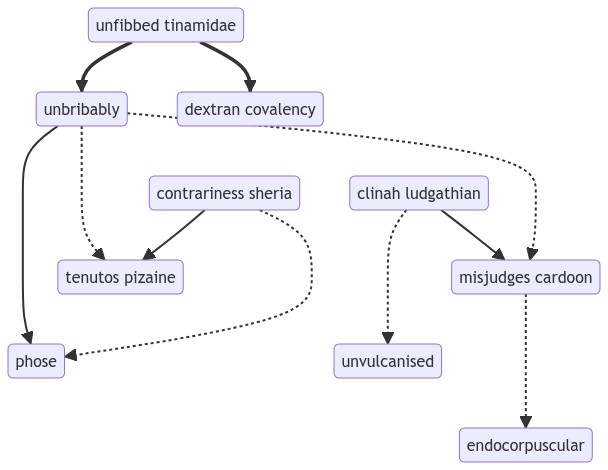 unfibbed tinamidae
unbribably
dextran covalency
contrariness sheria
clinah ludgathian
tenutos pizaine
misjudges cardoon
phose
unvulcanised
endocorpuscular